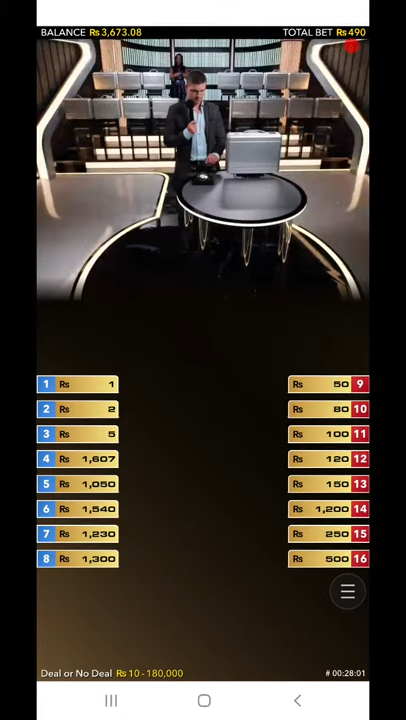 BALANCE Rs 3,673.08 TOTAL BET Rs 490
1 Rs 1 Rs 50 9
2 Rs 2 Rs 80 10
3 Rs 5 Rs 100 11
4 Rs 1,607 Rs 120 12
5 Rs 1,050 Rs 150 13
6 Rs 1,540 Rs 1,200 14
7 Rs 1,230 Rs 250 15
8 Rs 1,300 Rs 500 16
Deal or No Deal Rs 10 - 180,000 # 00:28:01